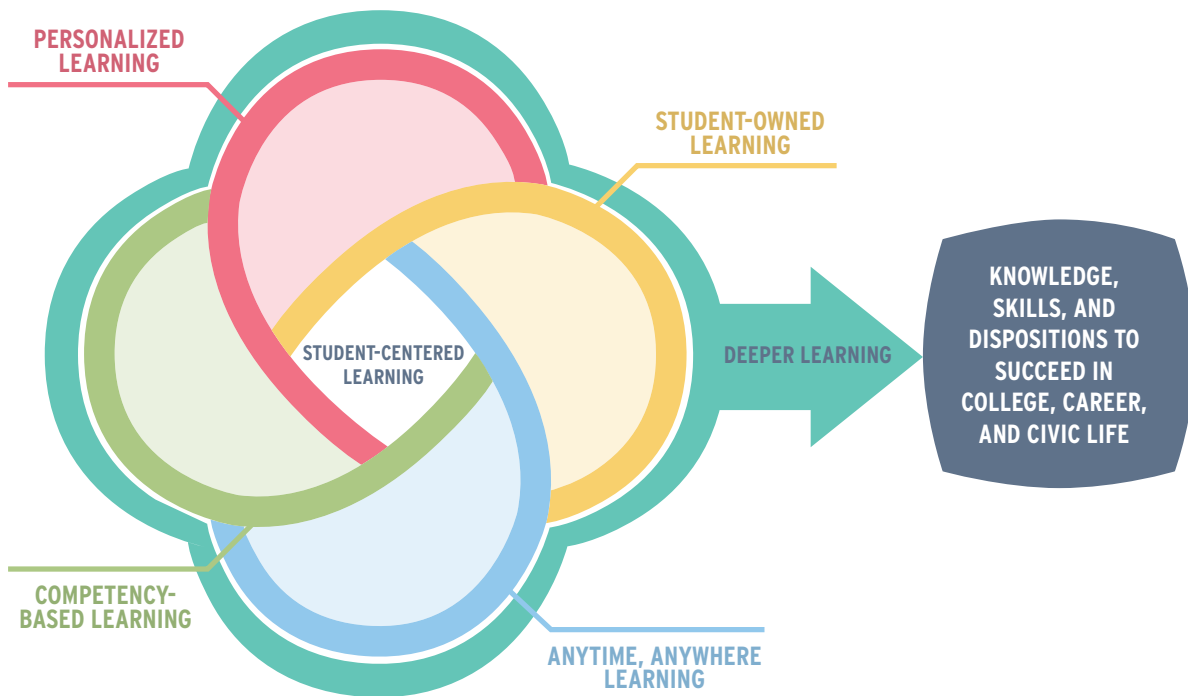 PERSONALIZED
LEARNING
STUDENT-OWNED
LEARNING
STUDENT-CENTERED
LEARNING
DEEPER LEARNING
KNOWLEDGE,
SKILLS, AND
DISPOSITIONS TO
SUCCEED IN
COLLEGE, CAREER,
AND CIVIC LIFE
COMPETENCY-
BASED LEARNING
ANYTIME, ANYWHERE
LEARNING